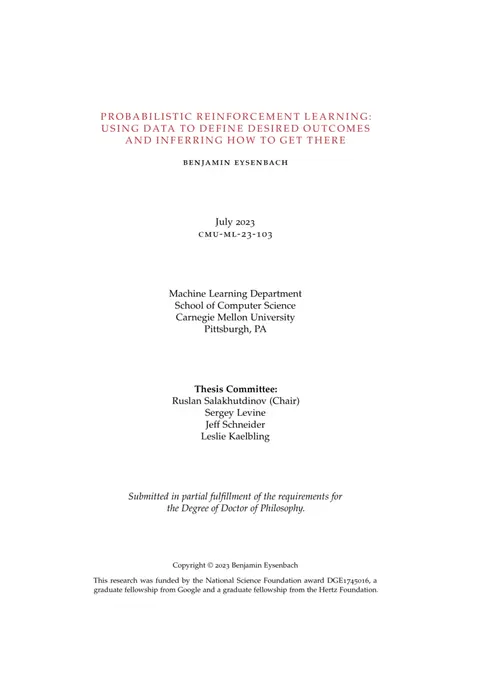 PROBABILISTIC REINFORCEMENT LEARNING:
USING DATA TO DEFINE DESIRED OUTCOMES
AND INFERRING HOW TO GET THERE
BENJAMIN EYSENBACH
July 2023
CMU-ML-23-103
Machine Learning Department
School of Computer Science
Carnegie Mellon University
Pittsburgh, PA
Thesis Committee:
Ruslan Salakhutdinov (Chair)
Sergey Levine
Jeff Schneider
Leslie Kaelbling
Submitted in partial fulfillment of the requirements for
the Degree of Doctor of Philosophy.
Copyright © 2023 Benjamin Eysenbach
This research was funded by the National Science Foundation award DGE1745016, a
graduate fellowship from Google and a graduate fellowship from the Hertz Foundation.